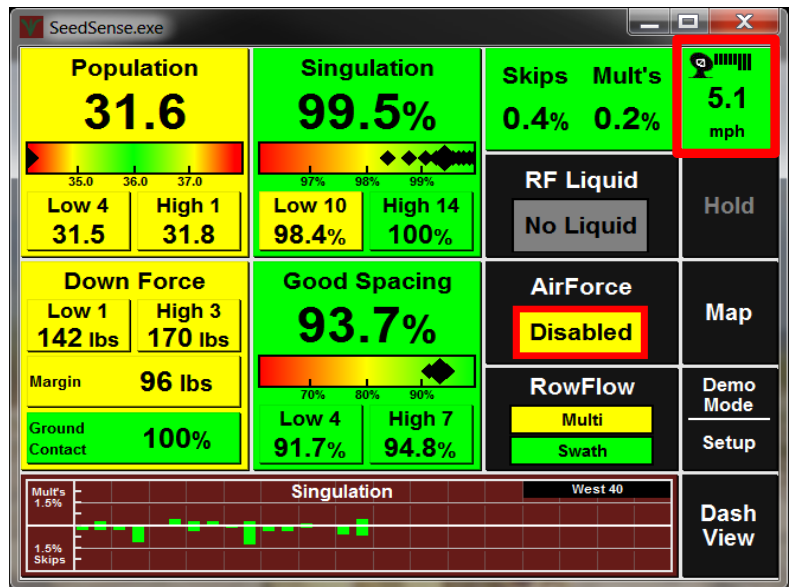 SeedSense.exe
Population
31.6
35.0 36.0 37.0
Low 4
31.5
High 1
31.8
Singulation
99.5%
97% 98% 99%
Low 10
98.4%
High 14
100%
Skips Mult's
0.4% 0.2%
5.1
mph
RF Liquid
No Liquid
Hold
Down Force
Low 1
142 lbs
High 3
170 lbs
Margin 96 lbs
Ground
Contact
100%
Good Spacing
93.7%
70% 80% 90%
Low 4
91.7%
High 7
94.8%
AirForce
Disabled
Map
RowFlow
Multi
Swath
Demo
Mode
Setup
Mult's
1.5%
Singulation
West 40
1.5%
Skips
Dash
View